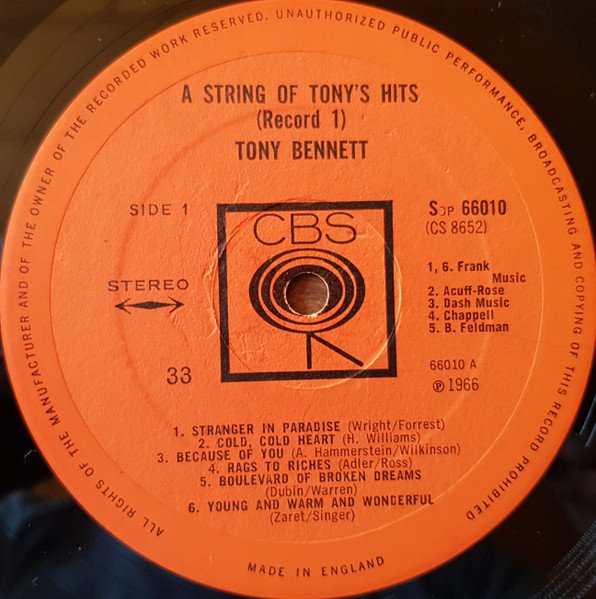 ALL RIGHTS OF THE MANUFACTURER AND OF THE OWNER OF THE RECORDED WORK RESERVED. UNAUTHORIZED PUBLIC PERFORMANCE, BROADCASTING AND COPYING OF THIS RECORD PROHIBITED
A STRING OF TONY'S HITS
(Record 1)
TONY BENNETT
SIDE 1
CBS
SDP 66010
(CS 8652)
STEREO
1, 6. Frank
Music
2. Acuff-Rose
3. Dash Music
4. Chappell
5. B. Feldman
33
66010 A
℗ 1966
1. STRANGER IN PARADISE (Wright/Forrest)
2. COLD, COLD HEART (H. Williams)
3. BECAUSE OF YOU (A. Hammerstein/Wilkinson)
4. RAGS TO RICHES (Adler/Ross)
5. BOULEVARD OF BROKEN DREAMS
(Dubin/Warren)
6. YOUNG AND WARM AND WONDERFUL
(Zaret/Singer)
MADE IN ENGLAND